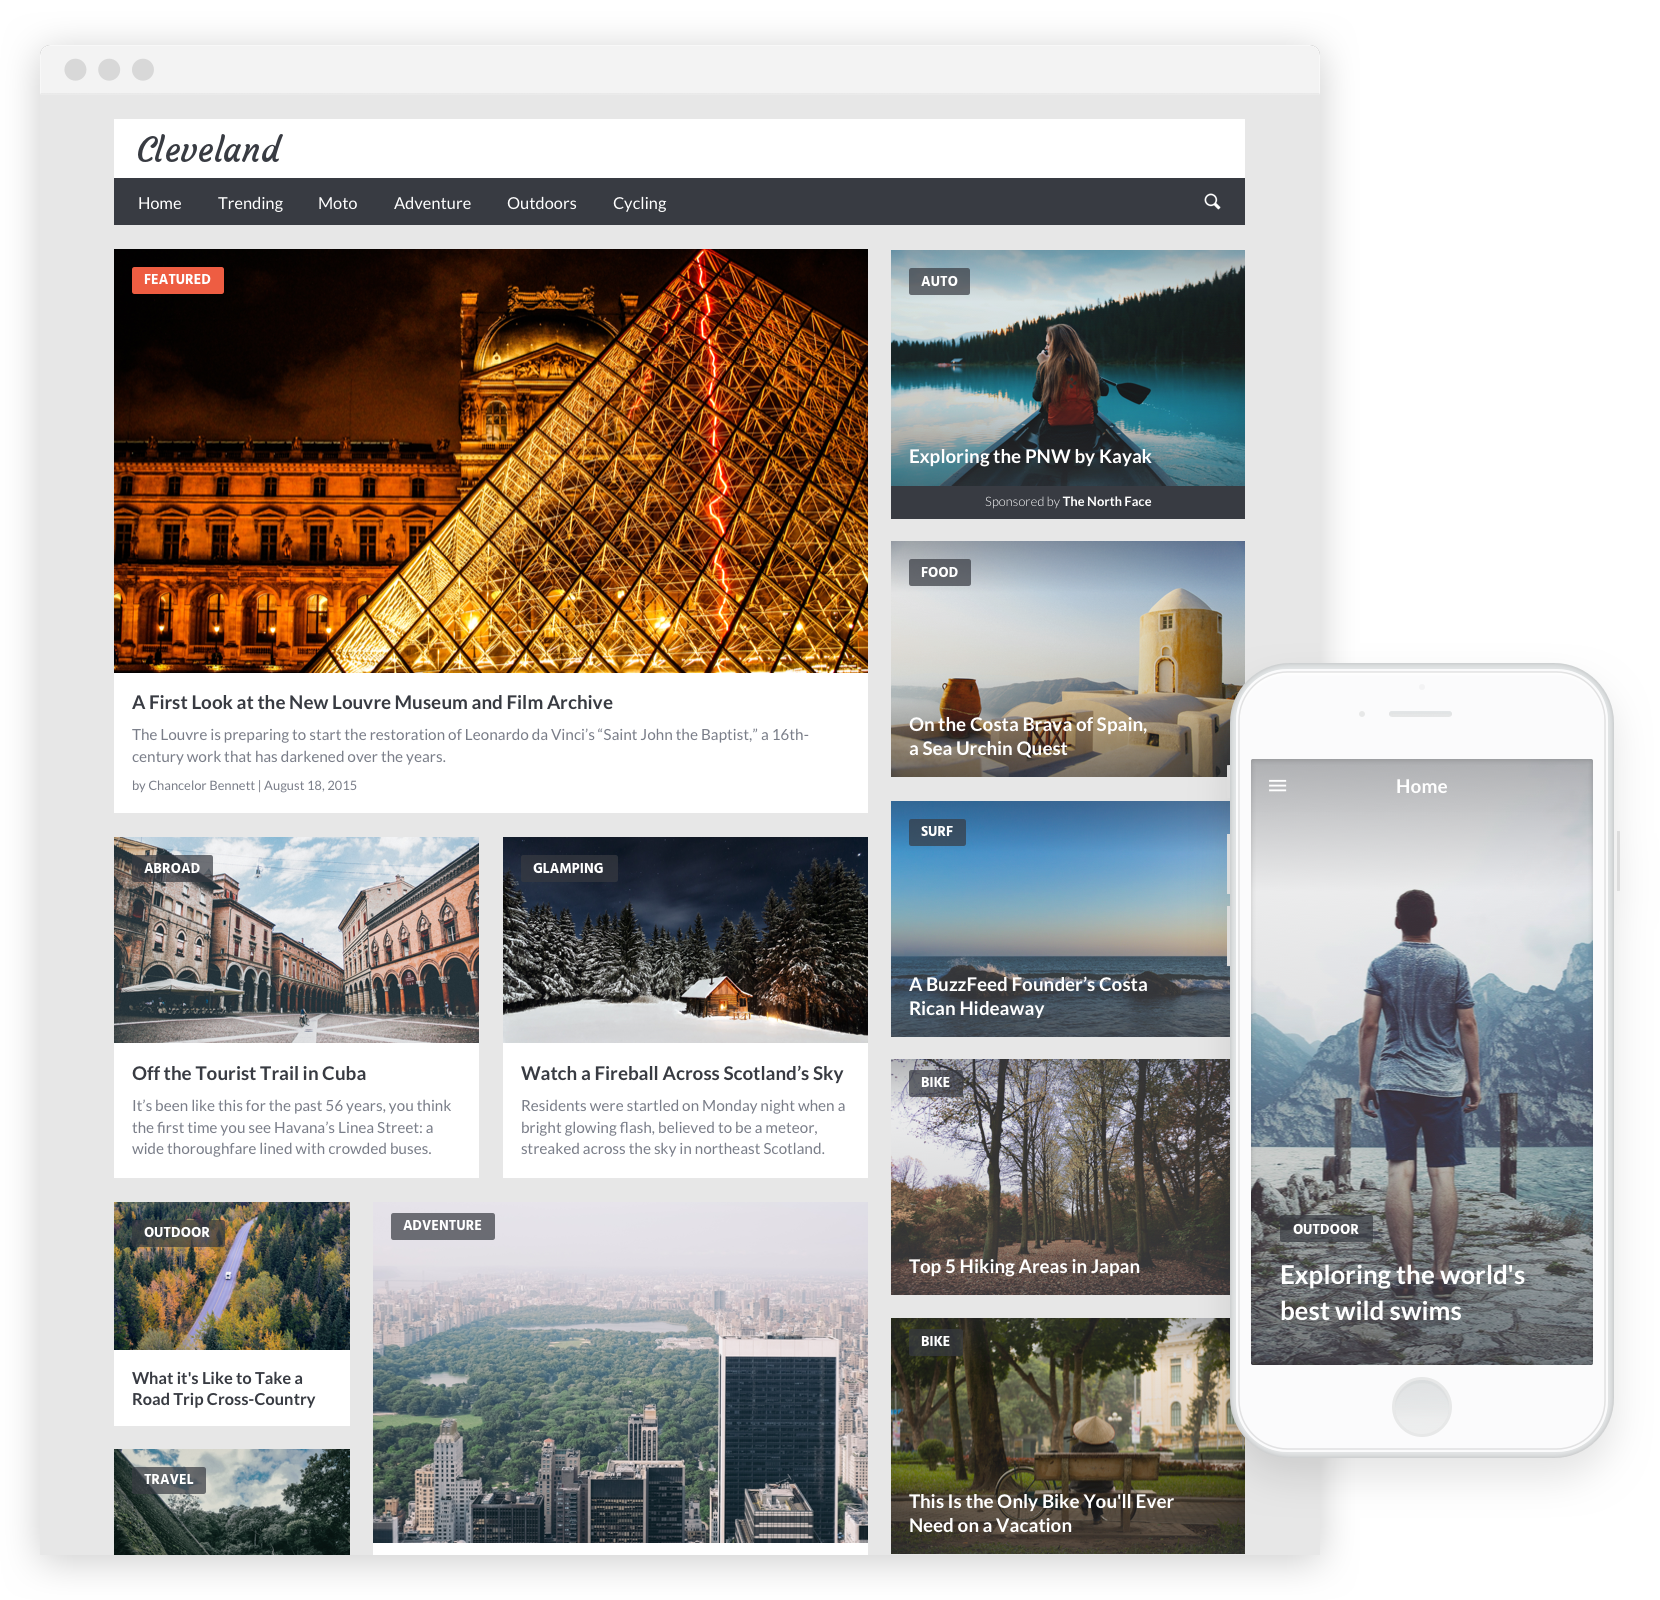 Cleveland
Home Trending Moto Adventure Outdoors Cycling
FEATURED
A First Look at the New Louvre Museum and Film Archive
The Louvre is preparing to start the restoration of Leonardo da Vinci’s “Saint John the Baptist,” a 16th-
century work that has darkened over the years.
by Chancelor Bennett | August 18, 2015
AUTO
Exploring the PNW by Kayak
Sponsored by The North Face
FOOD
On the Costa Brava of Spain,
a Sea Urchin Quest
SURF
A BuzzFeed Founder’s Costa
Rican Hideaway
BIKE
Top 5 Hiking Areas in Japan
BIKE
This Is the Only Bike You'll Ever
Need on a Vacation
ABROAD
Off the Tourist Trail in Cuba
It’s been like this for the past 56 years, you think
the first time you see Havana’s Linea Street: a
wide thoroughfare lined with crowded buses.
GLAMPING
Watch a Fireball Across Scotland’s Sky
Residents were startled on Monday night when a
bright glowing flash, believed to be a meteor,
streaked across the sky in northeast Scotland.
OUTDOOR
What it's Like to Take a
Road Trip Cross-Country
ADVENTURE
TRAVEL
Home
OUTDOOR
Exploring the world's
best wild swims